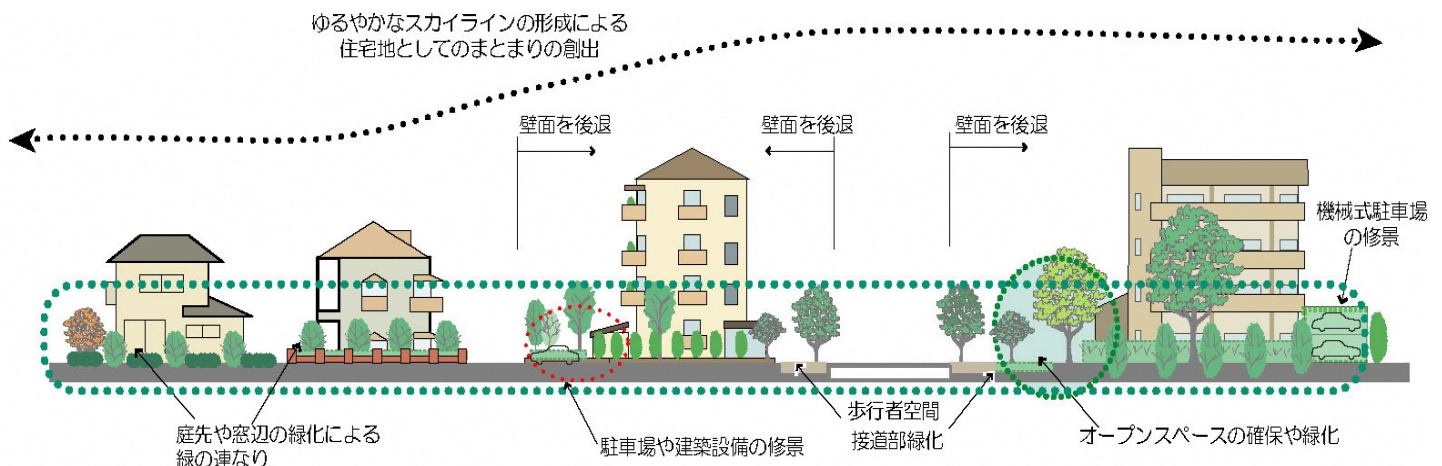 ゆるやかなスカイラインの形成による
住宅地としてのまとまりの創出
壁面を後退
壁面を後退
壁面を後退
機械式駐車場
の修景
庭先や窓辺の緑化による
緑の連なり
駐車場や建築設備の修景
歩行者空間
接道部緑化
オープンスペースの確保や緑化